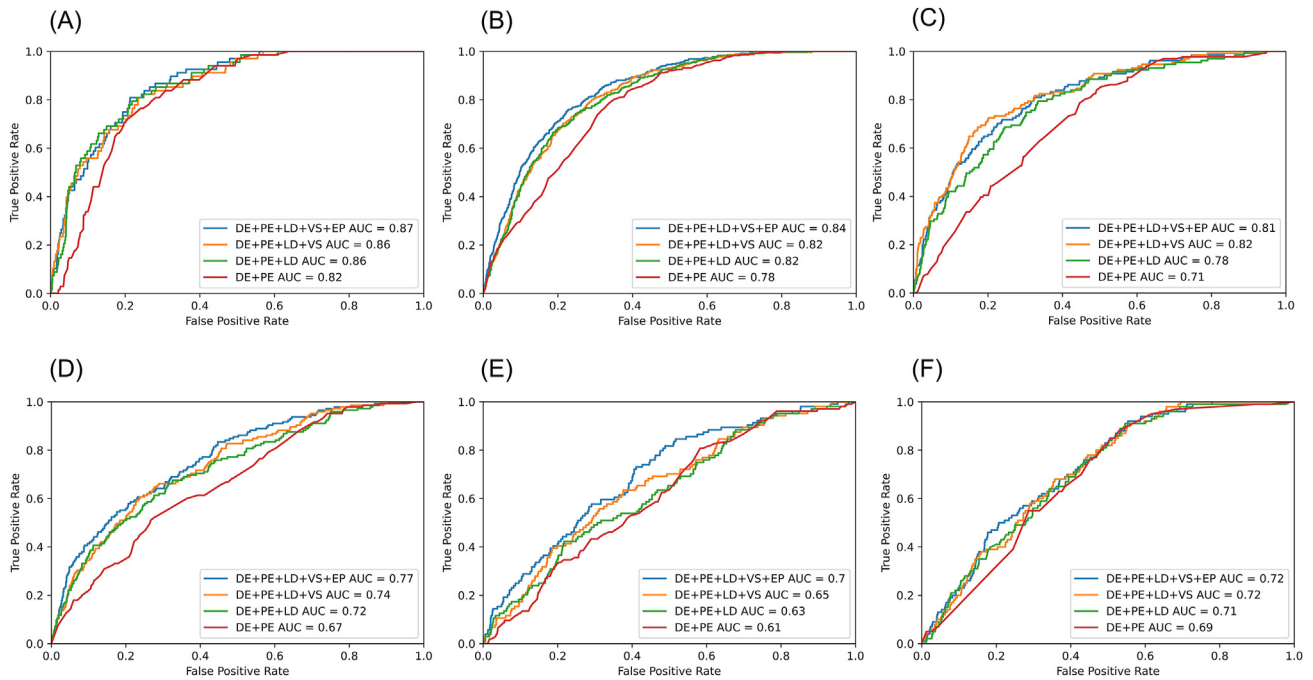 (A)
True Positive Rate
1.0
0.8
0.6
0.4
0.2
0.0
DE+PE+LD+VS+EP AUC = 0.87
DE+PE+LD+VS AUC = 0.86
DE+PE+LD AUC = 0.86
DE+PE AUC = 0.82
0.0 0.2 0.4 0.6 0.8 1.0
False Positive Rate
(B)
True Positive Rate
1.0
0.8
0.6
0.4
0.2
0.0
DE+PE+LD+VS+EP AUC = 0.84
DE+PE+LD+VS AUC = 0.82
DE+PE+LD AUC = 0.82
DE+PE AUC = 0.78
0.0 0.2 0.4 0.6 0.8 1.0
False Positive Rate
(C)
True Positive Rate
1.0
0.8
0.6
0.4
0.2
0.0
DE+PE+LD+VS+EP AUC = 0.81
DE+PE+LD+VS AUC = 0.82
DE+PE+LD AUC = 0.78
DE+PE AUC = 0.71
0.0 0.2 0.4 0.6 0.8 1.0
False Positive Rate
(D)
True Positive Rate
1.0
0.8
0.6
0.4
0.2
0.0
DE+PE+LD+VS+EP AUC = 0.77
DE+PE+LD+VS AUC = 0.74
DE+PE+LD AUC = 0.72
DE+PE AUC = 0.67
0.0 0.2 0.4 0.6 0.8 1.0
False Positive Rate
(E)
True Positive Rate
1.0
0.8
0.6
0.4
0.2
0.0
DE+PE+LD+VS+EP AUC = 0.7
DE+PE+LD+VS AUC = 0.65
DE+PE+LD AUC = 0.63
DE+PE AUC = 0.61
0.0 0.2 0.4 0.6 0.8 1.0
False Positive Rate
(F)
True Positive Rate
1.0
0.8
0.6
0.4
0.2
0.0
DE+PE+LD+VS+EP AUC = 0.72
DE+PE+LD+VS AUC = 0.72
DE+PE+LD AUC = 0.71
DE+PE AUC = 0.69
0.0 0.2 0.4 0.6 0.8 1.0
False Positive Rate